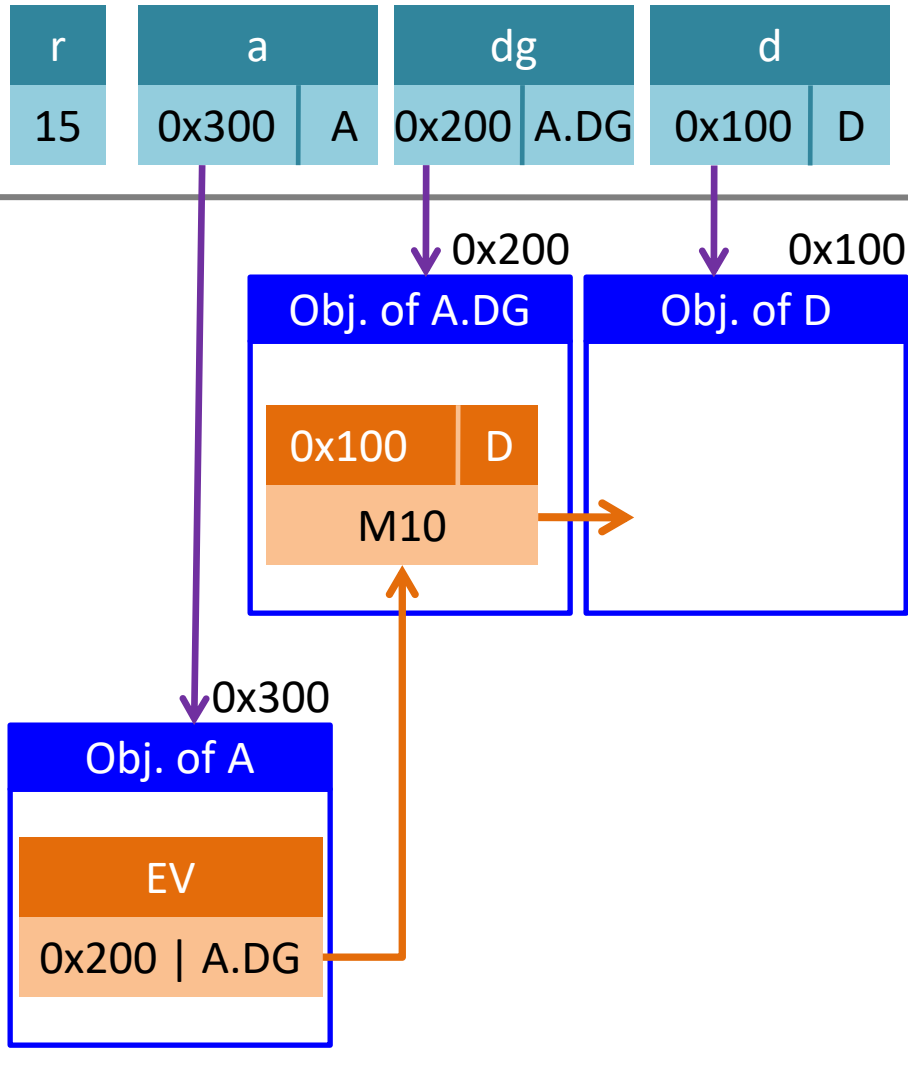 r a dg d
15 0x300 A 0x200 A.DG 0x100 D
0x200 0x100
Obj. of A.DG Obj. of D
0x100 D
M10
0x300
Obj. of A
EV
0x200 | A.DG